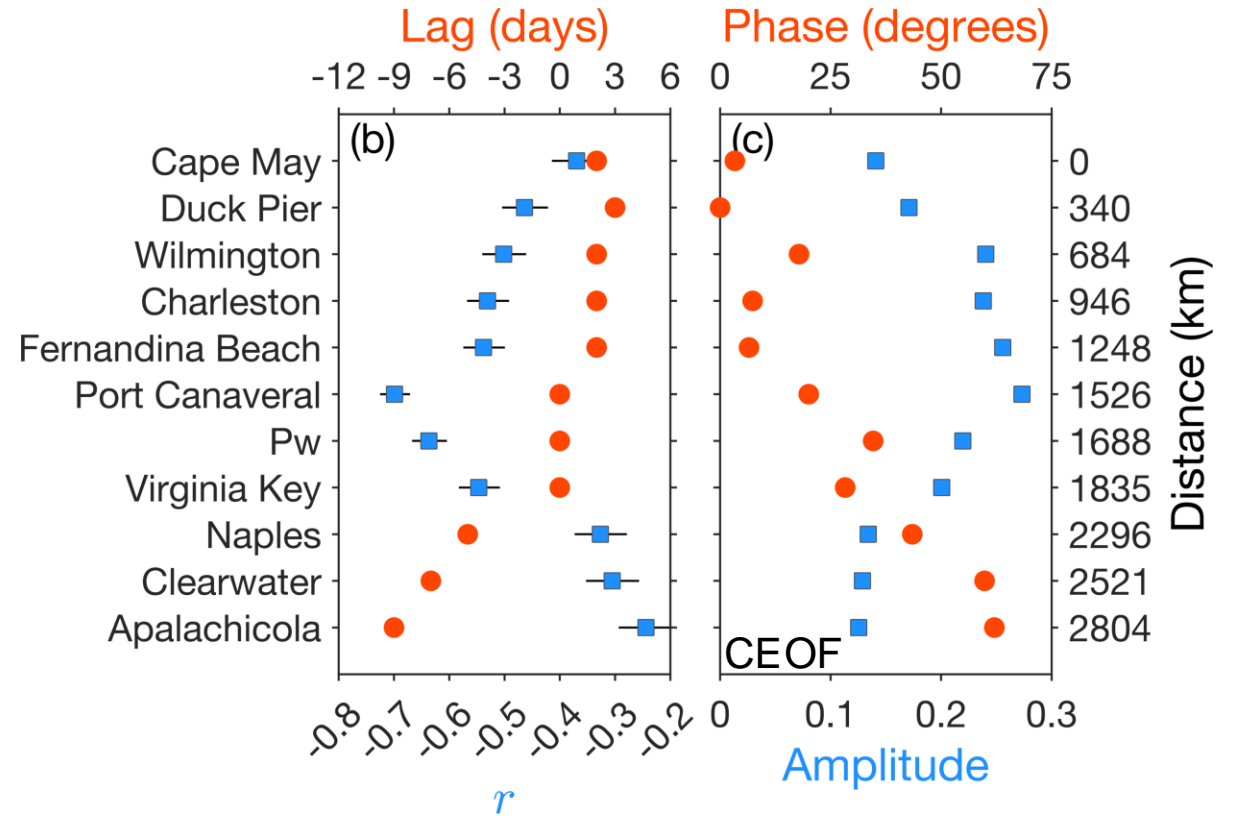 Lag (days) Phase (degrees)
-12 -9 -6 -3 0 3 6 0 25 50 75
(b) (c)
Cape May 0
Duck Pier 340
Wilmington 684
Charleston 946
Fernandina Beach 1248
Port Canaveral 1526
Pw 1688
Virginia Key 1835
Naples 2296
Clearwater 2521
Apalachicola 2804
Distance (km)
CEOF
-0.8 -0.7 -0.6 -0.5 -0.4 -0.3 -0.2 0 0.1 0.2 0.3
r Amplitude